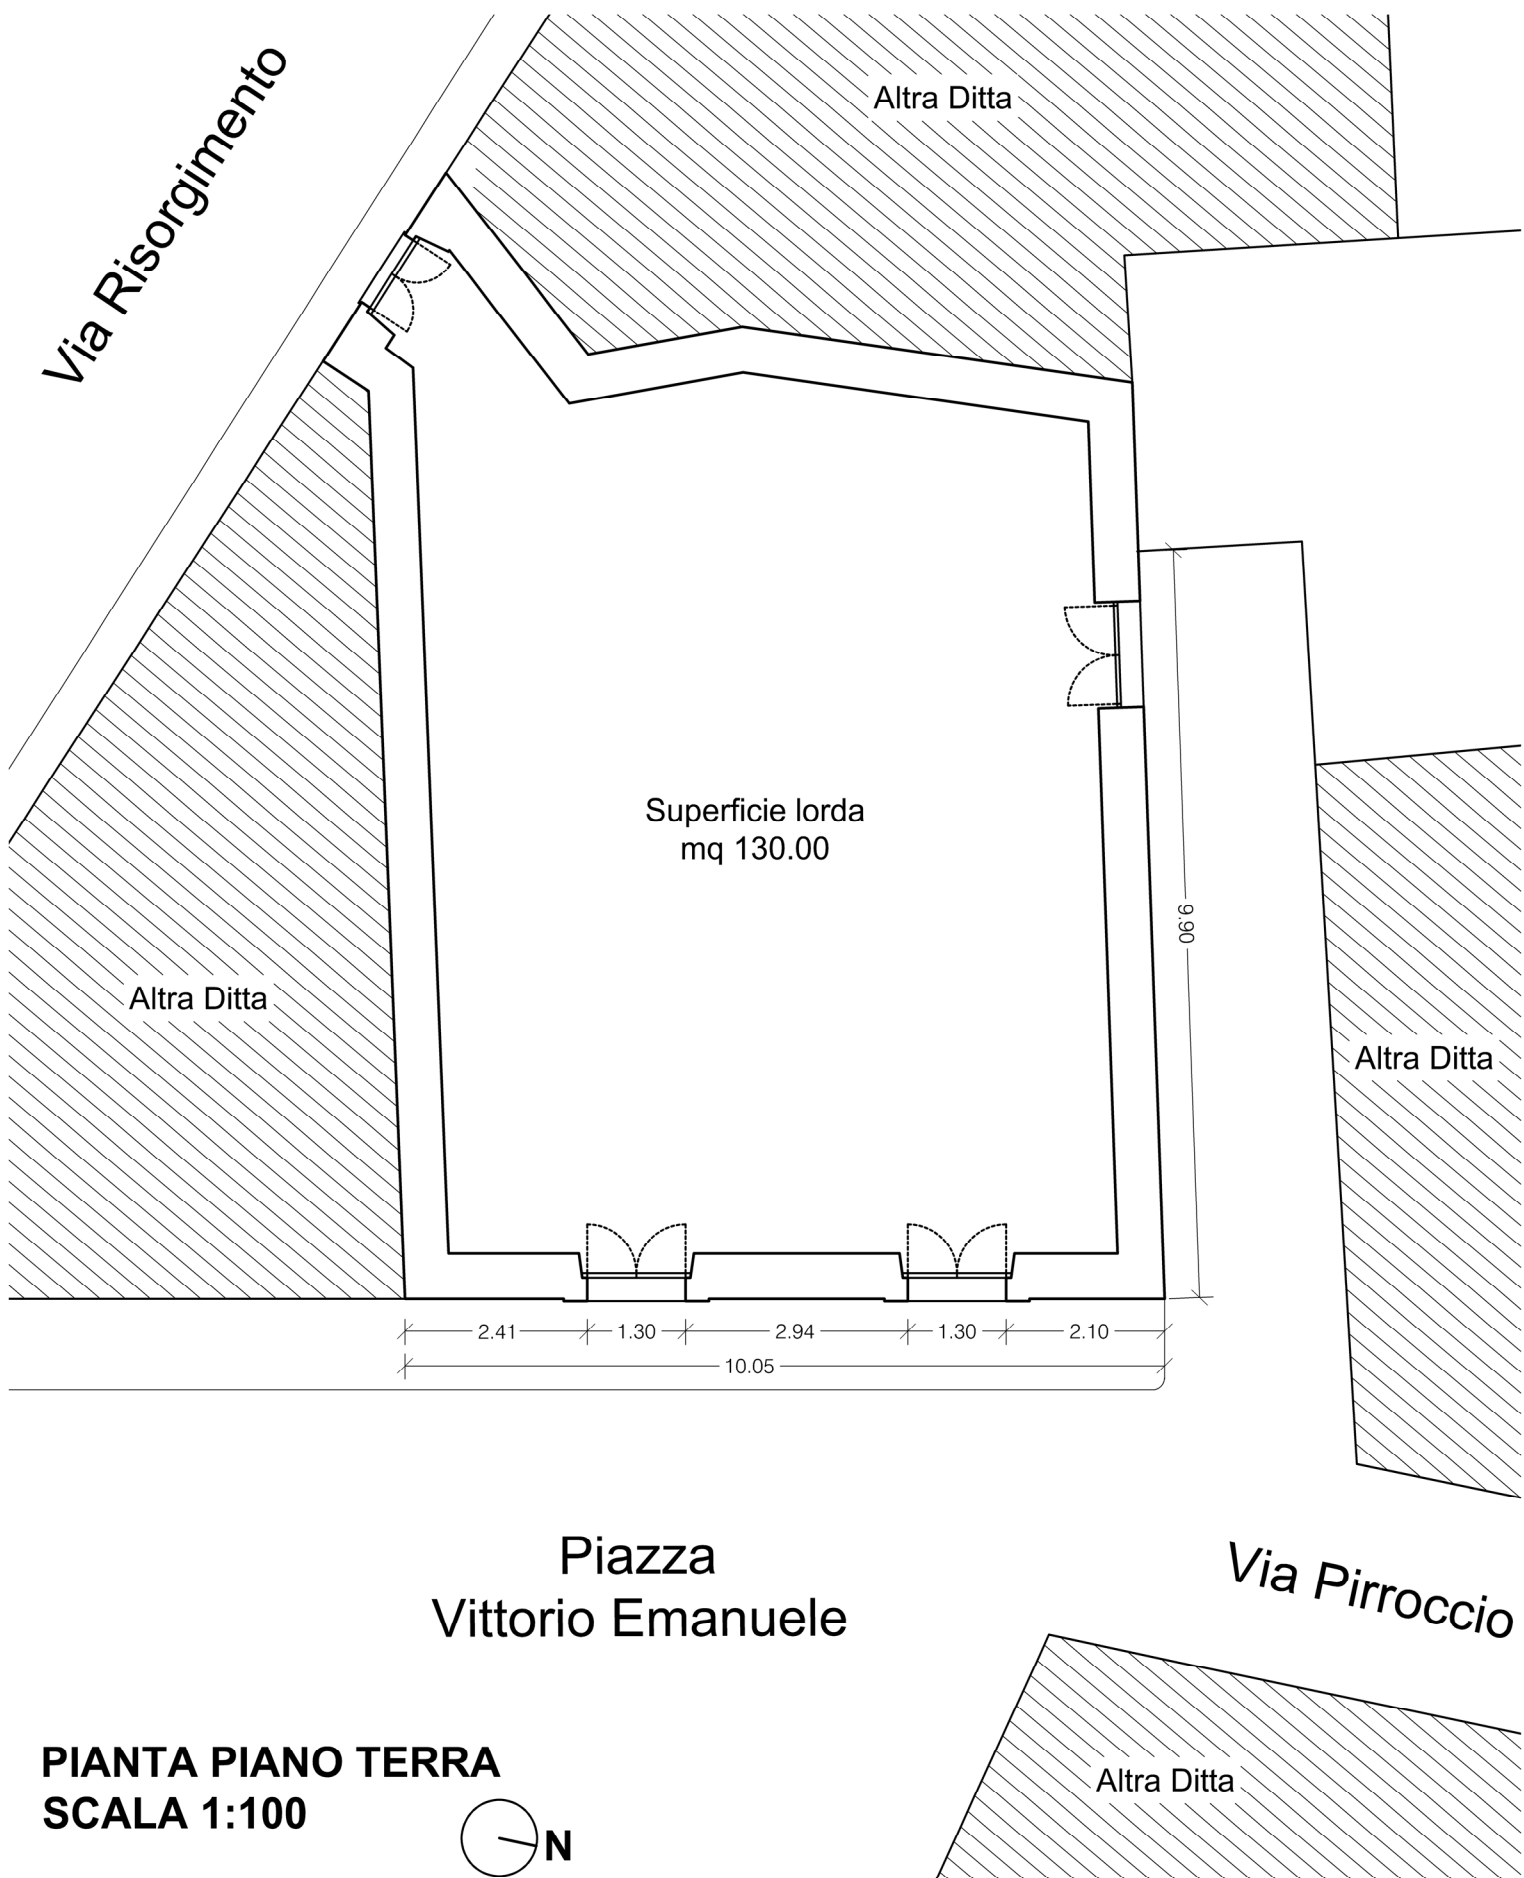 Via Risorgimento
Altra Ditta
Superficie lorda
mq 130.00
9.90
Altra Ditta
Altra Ditta
2.41
1.30
2.94
1.30
2.10
10.05
Piazza
Vittorio Emanuele
Via Pirroccio
PIANTA PIANO TERRA
SCALA 1:100
N
Altra Ditta